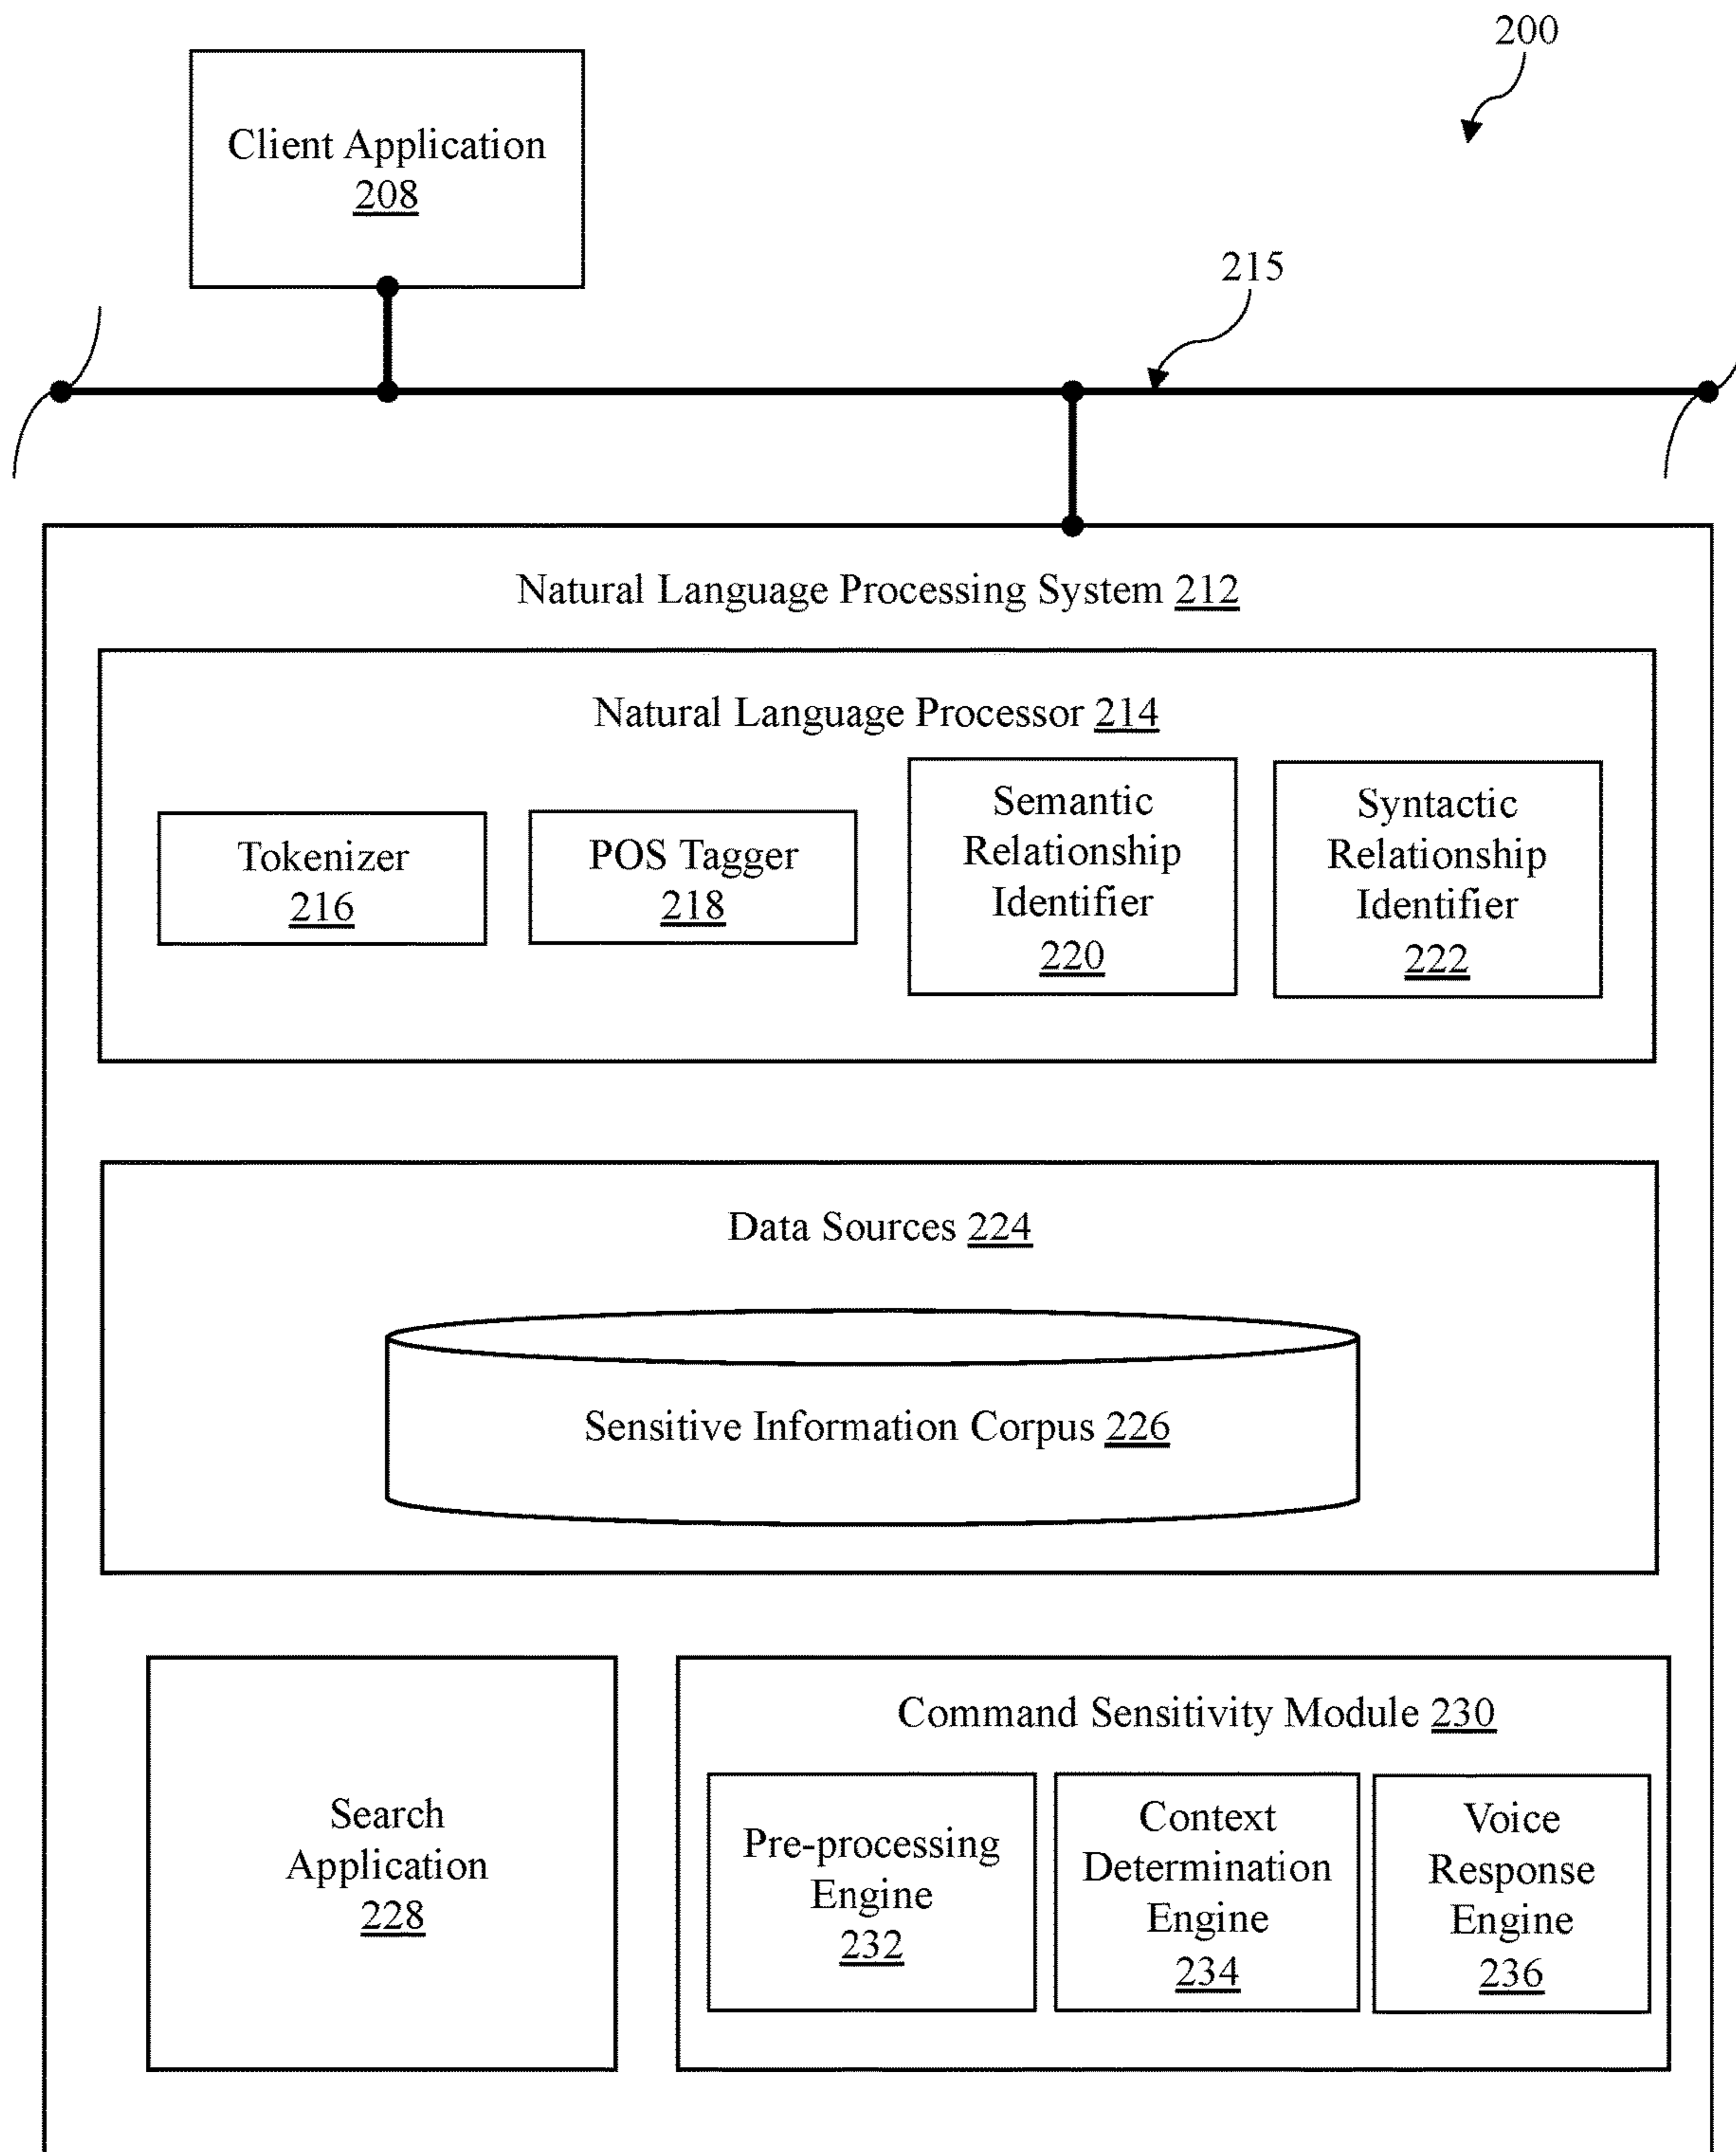 200
Client Application
208
215
Natural Language Processing System 212
Natural Language Processor 214
Tokenizer
216
POS Tagger
218
Semantic
Relationship
Identifier
220
Syntactic
Relationship
Identifier
222
Data Sources 224
Sensitive Information Corpus 226
Search
Application
228
Command Sensitivity Module 230
Pre-processing
Engine
232
Context
Determination
Engine
234
Voice
Response
Engine
236